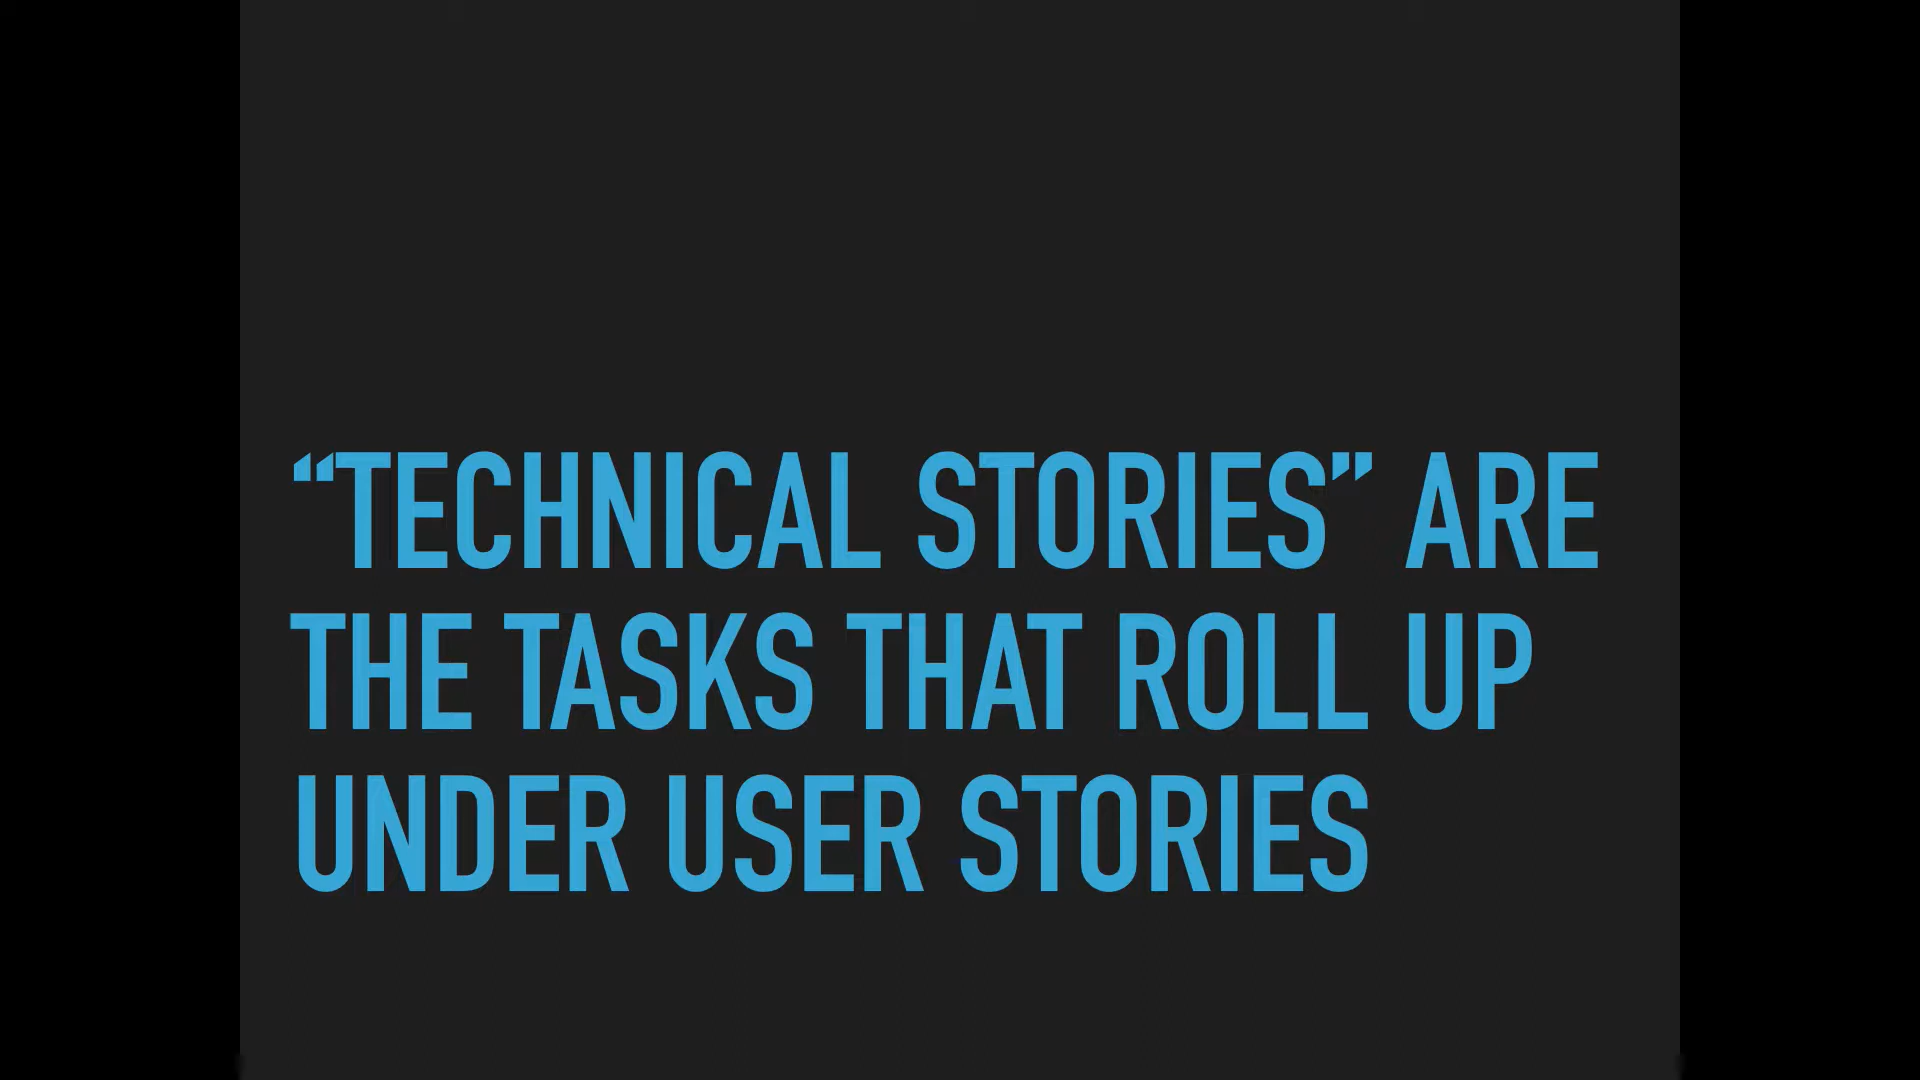 “TECHNICAL STORIES” ARE
THE TASKS THAT ROLL UP
UNDER USER STORIES